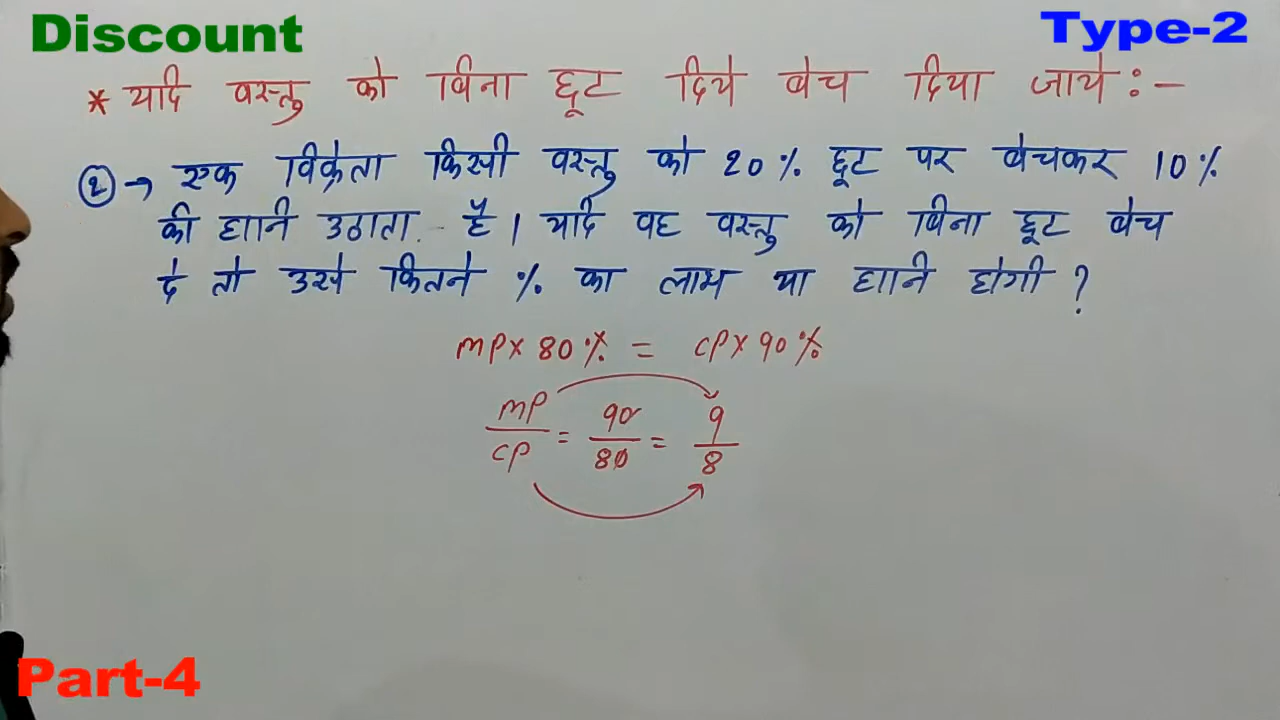 Discount
Type-2
* यदि वस्तु को बिना छूट दिये बेच दिया जाये :-
② → एक विक्रेता किसी वस्तु को 20% छूट पर बेचकर 10%
की हानि उठाता है । यदि वह वस्तु को बिना छूट बेच
दे तो उसे कितने % का लाभ या हानि होगी ?
MP× 80% = CP× 90%
MP/CP = 90/80 = 9/8
Part-4